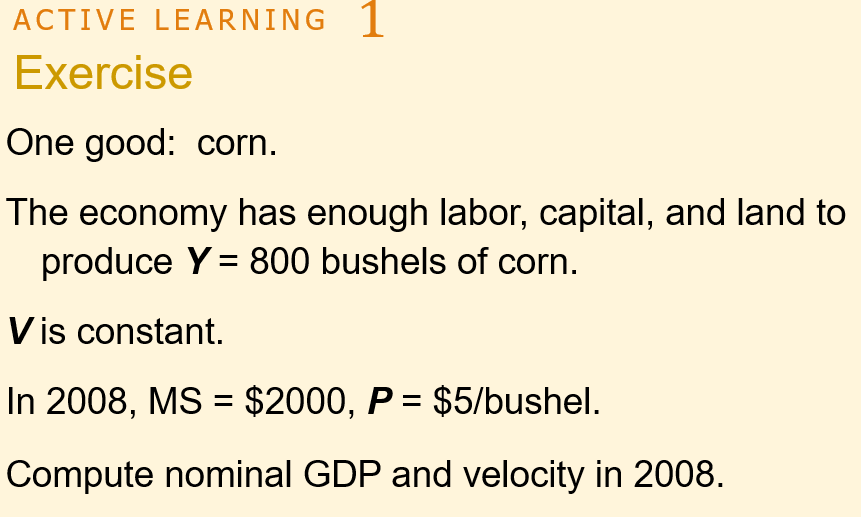 ACTIVE LEARNING 1
Exercise
One good: corn.
The economy has enough labor, capital, and land to
produce Y = 800 bushels of corn.
V is constant.
In 2008, MS = $2000, P = $5/bushel.
Compute nominal GDP and velocity in 2008.